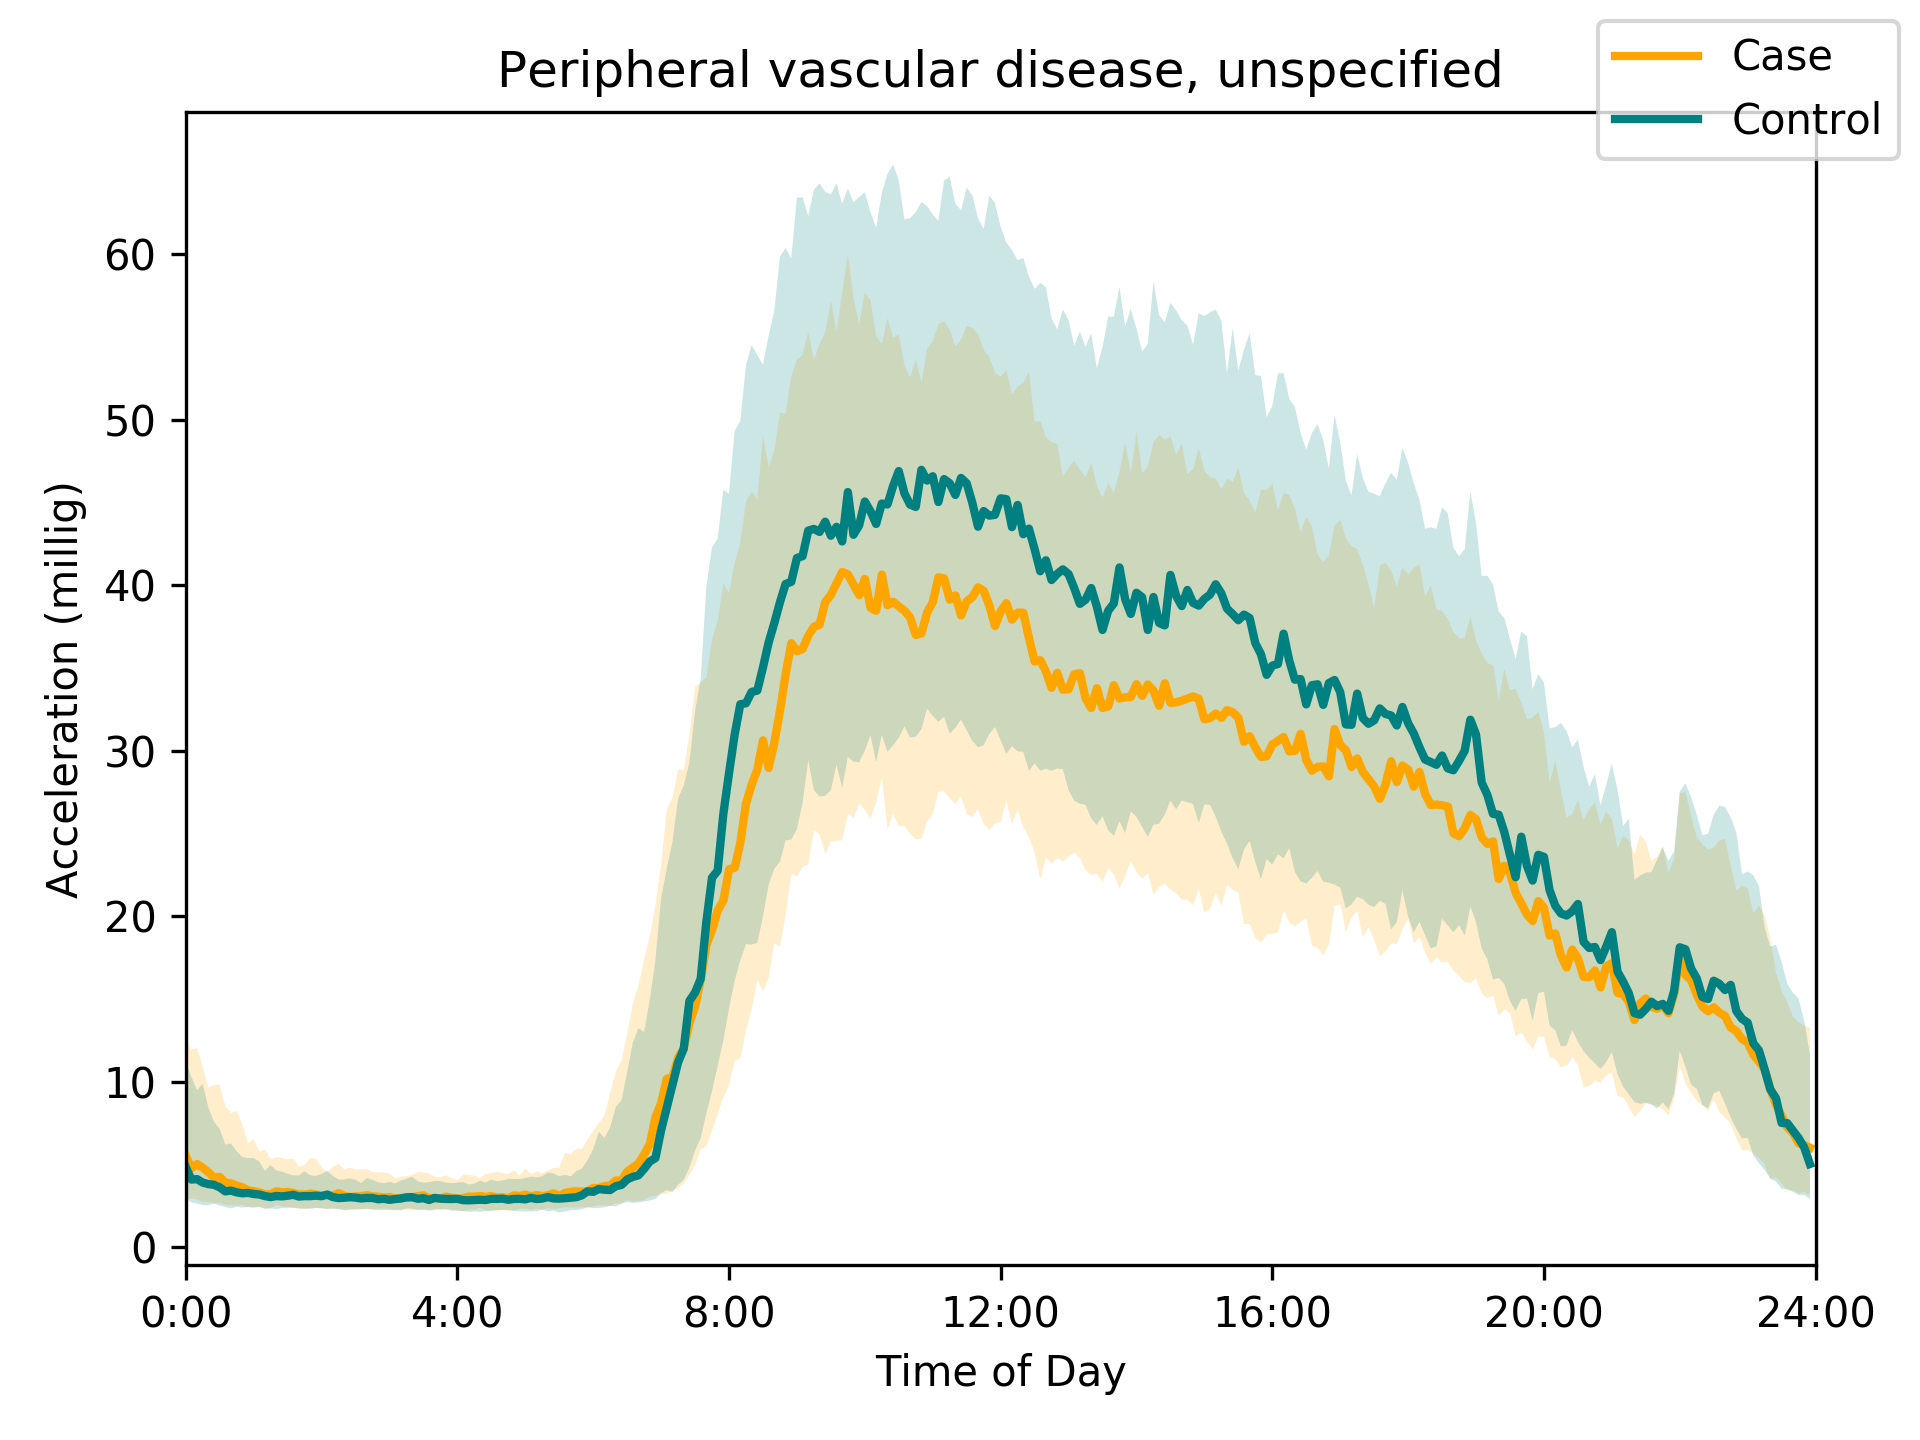 Peripheral vascular disease, unspecified
Case
Control
Acceleration (millig)
60
50
40
30
20
10
0
0:00 4:00 8:00 12:00 16:00 20:00 24:00
Time of Day